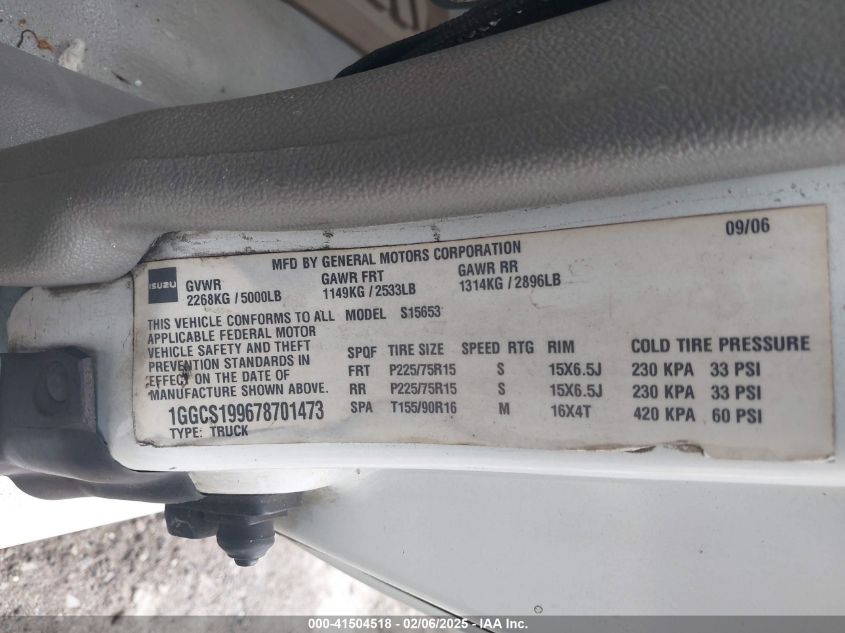 09/06
MFD BY GENERAL MOTORS CORPORATION
ISUZU
GVWR GAWR FRT GAWR RR
2268KG / 5000LB 1149KG / 2533LB 1314KG / 2896LB
THIS VEHICLE CONFORMS TO ALL MODEL S15653
APPLICABLE FEDERAL MOTOR
VEHICLE SAFETY AND THEFT
PREVENTION STANDARDS IN
EFFECT ON THE DATE OF
MANUFACTURE SHOWN ABOVE.
1GGCS199678701473
TYPE: TRUCK
SPQF TIRE SIZE SPEED RTG RIM COLD TIRE PRESSURE
FRT P225/75R15 S 15X6.5J 230 KPA 33 PSI
RR P225/75R15 S 15X6.5J 230 KPA 33 PSI
SPA T155/90R16 M 16X4T 420 KPA 60 PSI
000-41504518 - 02/06/2025 - IAA, Inc.